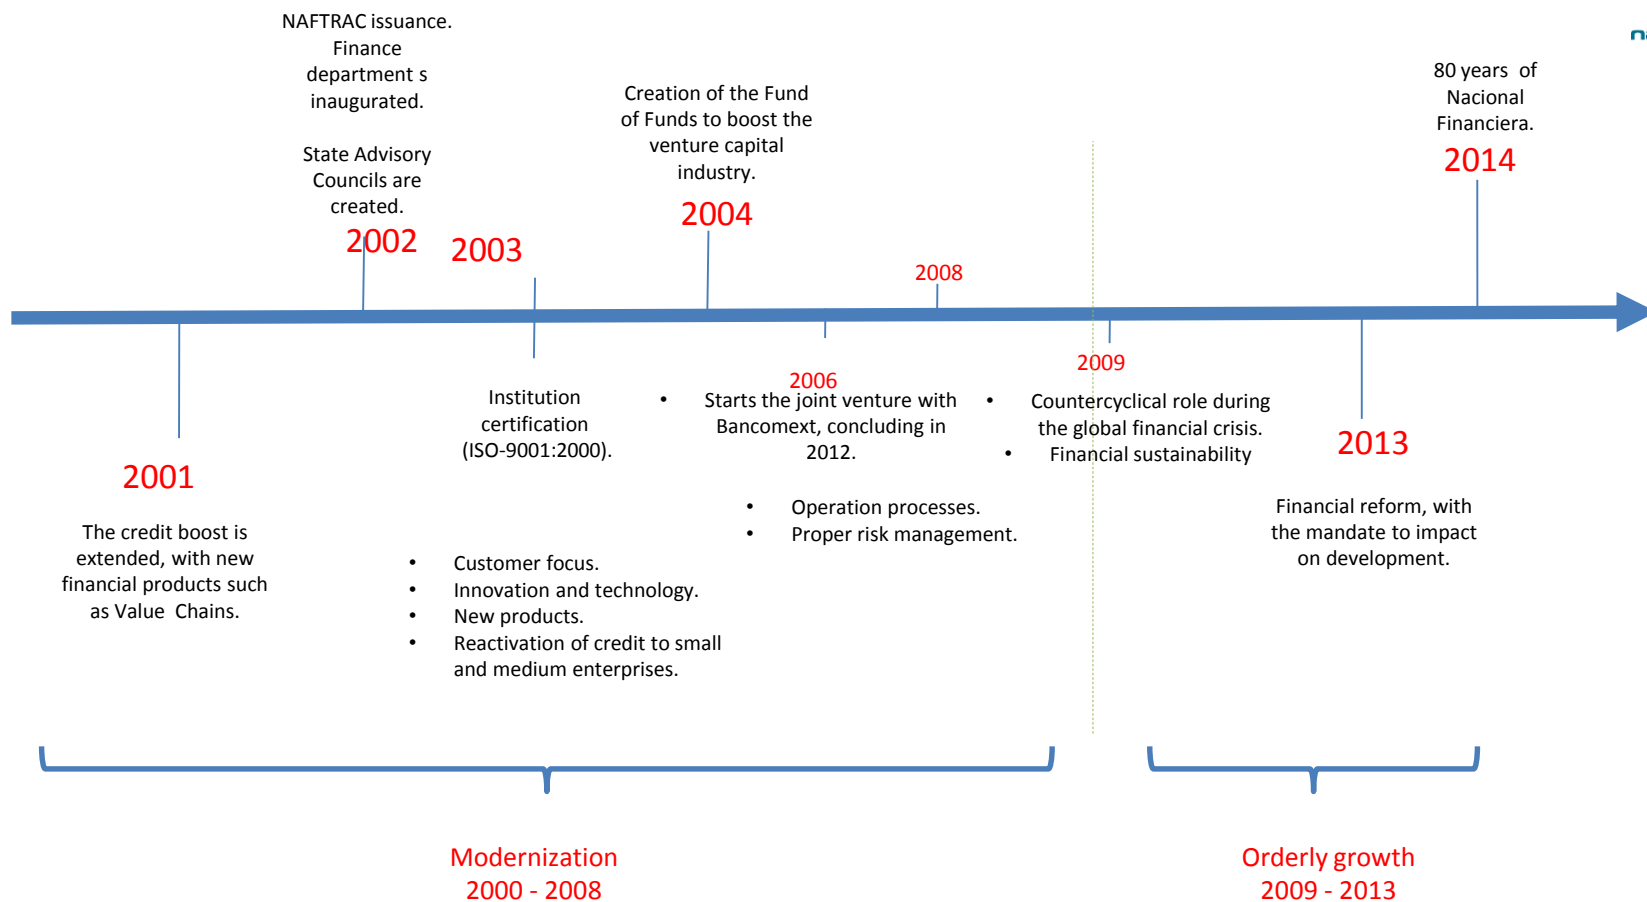 NAFTRAC issuance.
Finance
department s
inaugurated.
State Advisory
Councils are
created.
2002
2003
Creation of the Fund
of Funds to boost the
venture capital
industry.
2004
2008
80 years  of
Nacional
Financiera.
2014
2001
The credit boost is
extended, with new
financial products such
as Value  Chains.
Institution
certification
(ISO-9001:2000).
• Customer focus.
• Innovation and technology.
• New products.
• Reactivation of credit to small
and medium enterprises.
2006
• Starts the joint venture with
Bancomext, concluding in
2012.
• Operation processes.
• Proper risk management.
2009
• Countercyclical role during
the global financial crisis.
• Financial sustainability
2013
Financial reform, with
the mandate to impact
on development.
Modernization
2000 - 2008
Orderly growth
2009 - 2013